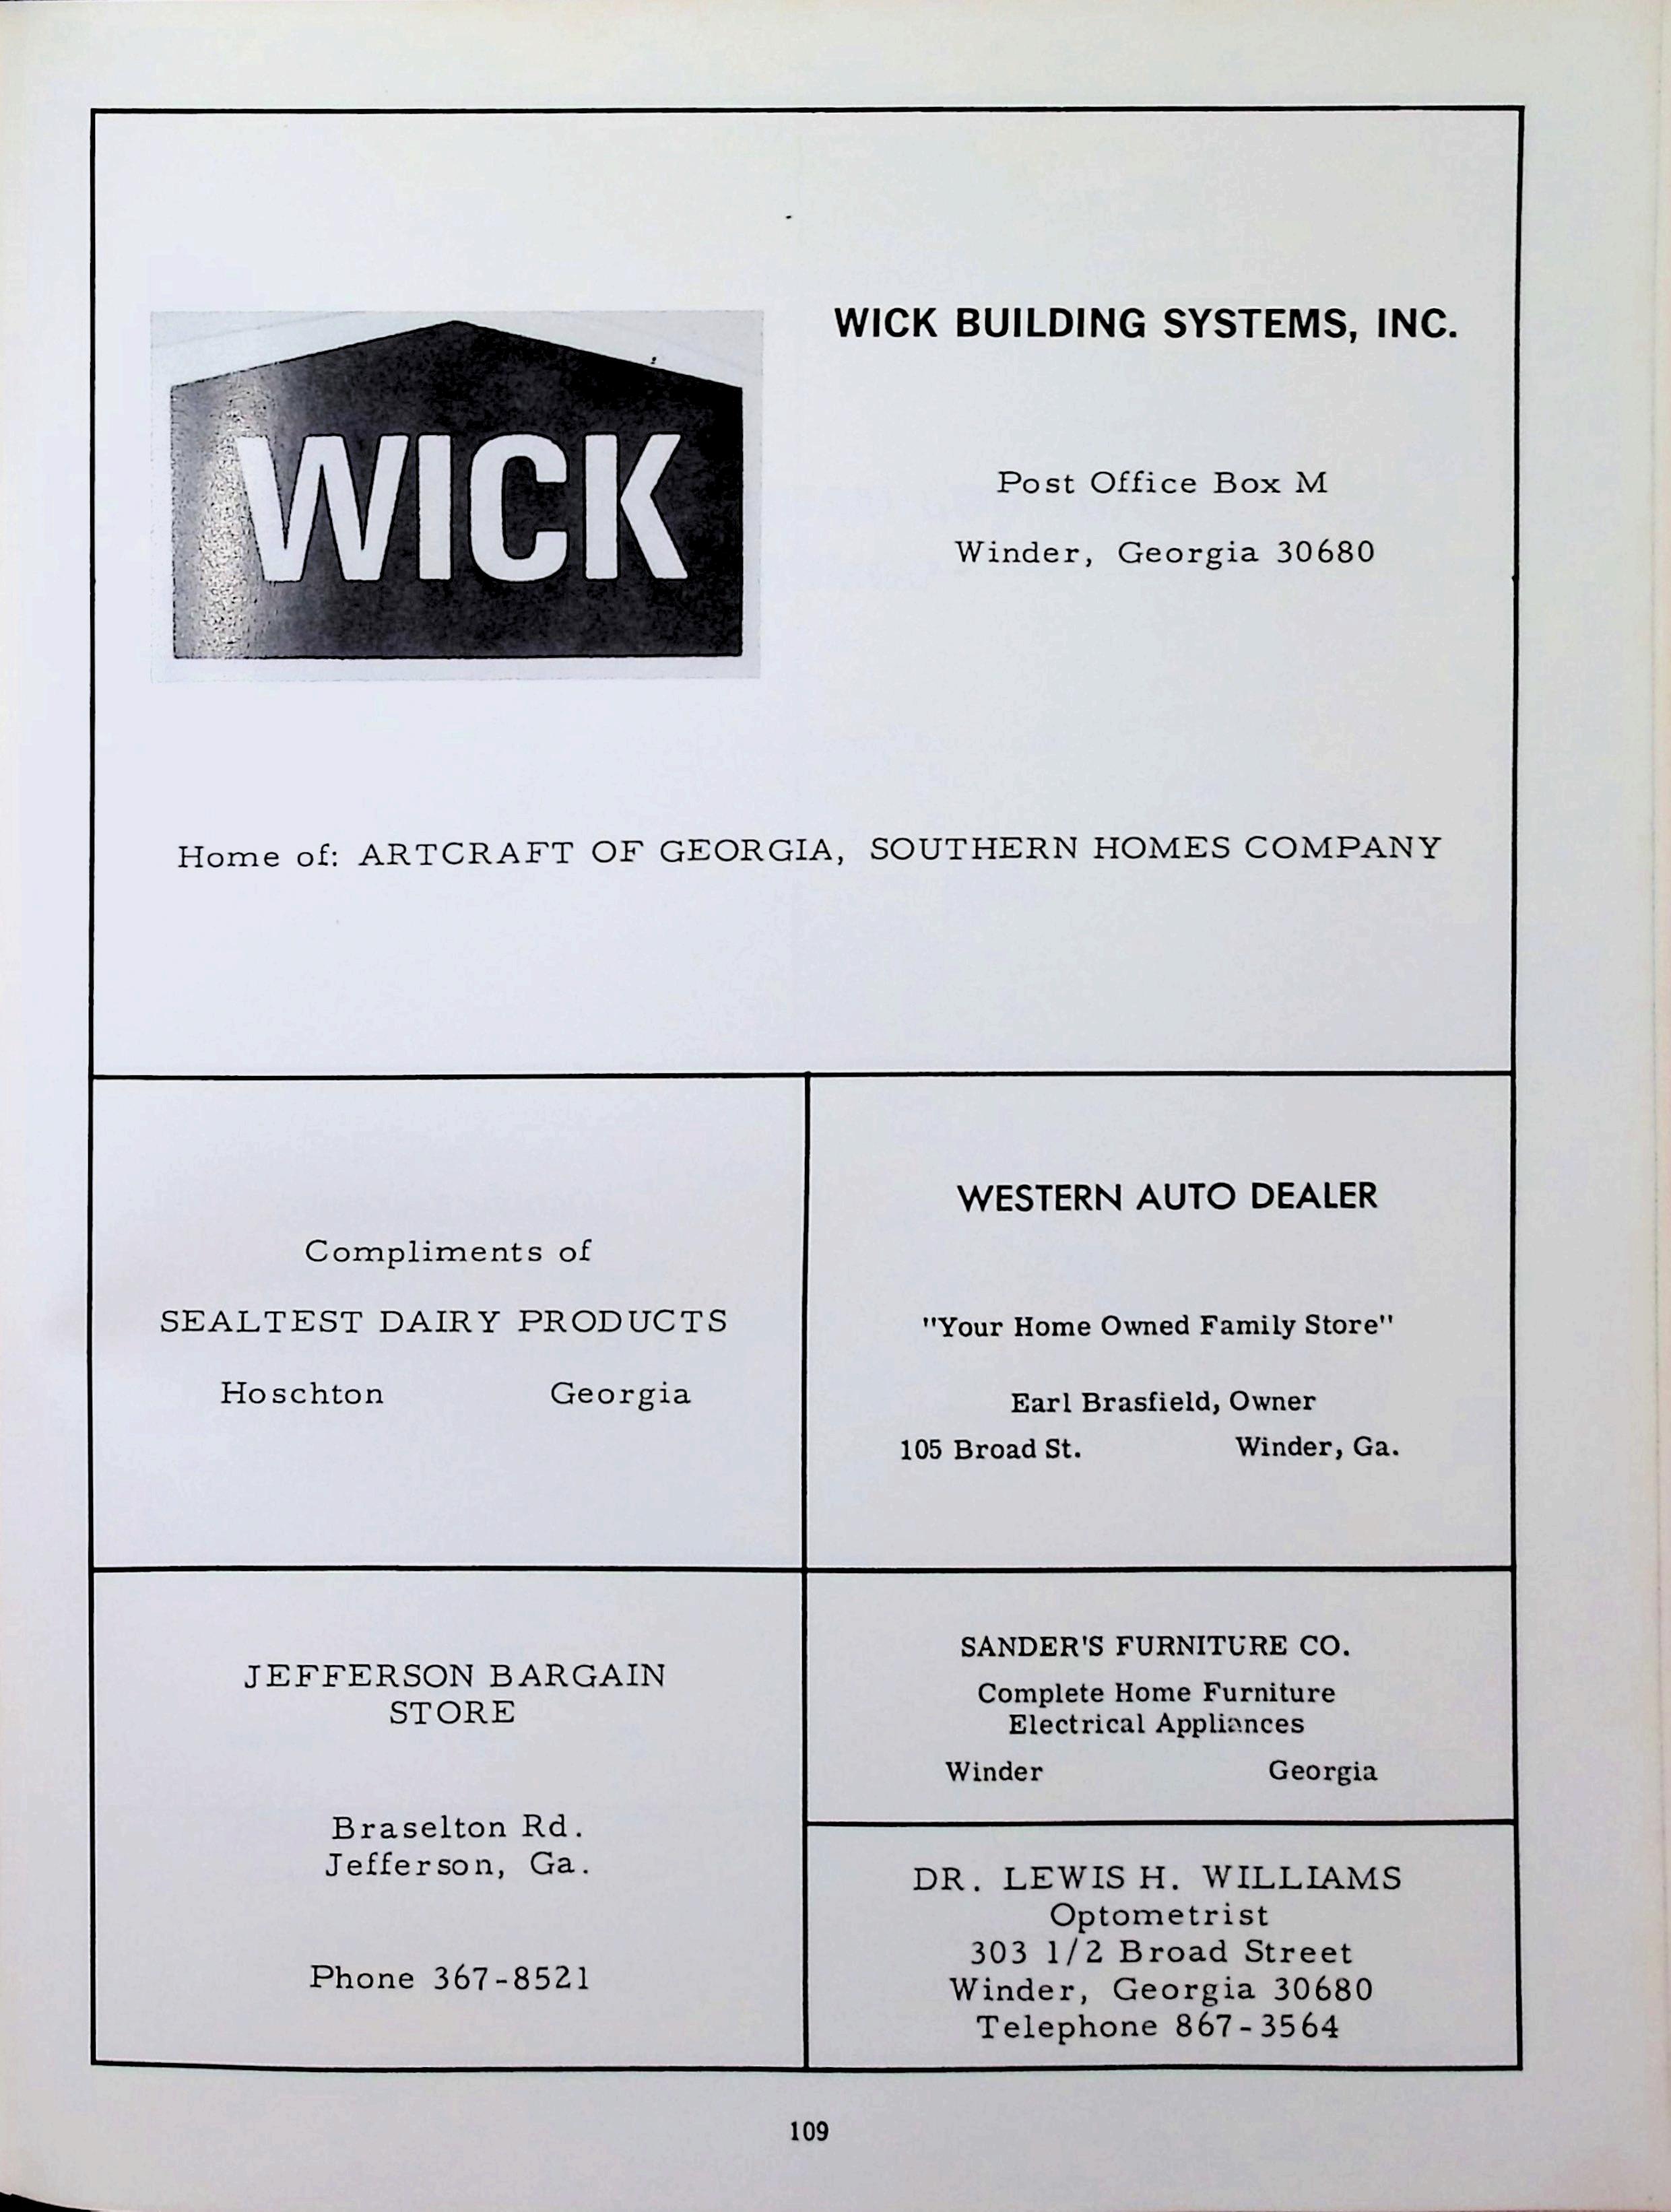 WICK
WICK BUILDING SYSTEMS, INC.
Post Office Box M
Winder, Georgia 30680
Home of: ARTCRAFT OF GEORGIA, SOUTHERN HOMES COMPANY
Compliments of
SEALTEST DAIRY PRODUCTS
Hoschton Georgia
WESTERN AUTO DEALER
"Your Home Owned Family Store"
Earl Brasfield, Owner
105 Broad St. Winder, Ga.
JEFFERSON BARGAIN
STORE
Braselton Rd.
Jefferson, Ga.
Phone 367-8521
SANDER'S FURNITURE CO.
Complete Home Furniture
Electrical Appliances
Winder Georgia
DR. LEWIS H. WILLIAMS
Optometrist
303 1/2 Broad Street
Winder, Georgia 30680
Telephone 867-3564
109